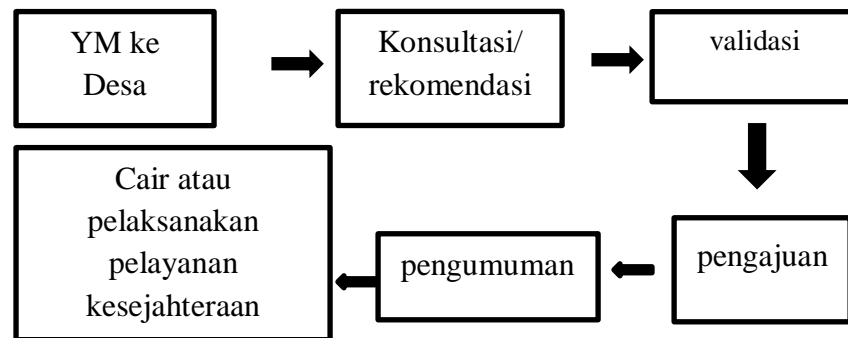 YM ke
Desa
Konsultasi/
rekomendasi
validasi
pengajuan
pengumuman
Cair atau
pelaksanakan
pelayanan
kesejahteraan